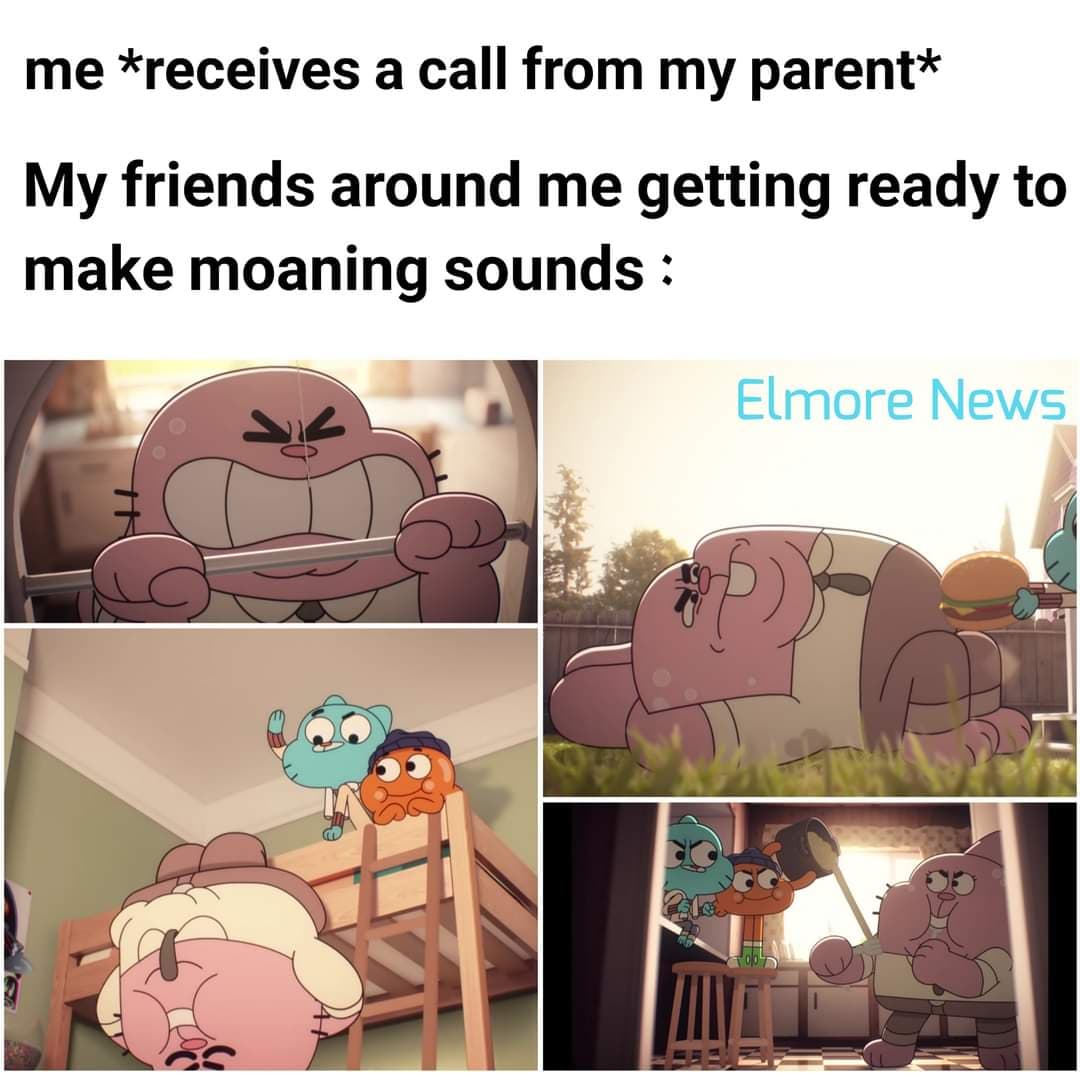 me *receives a call from my parent*
My friends around me getting ready to
make moaning sounds :
Elmore News